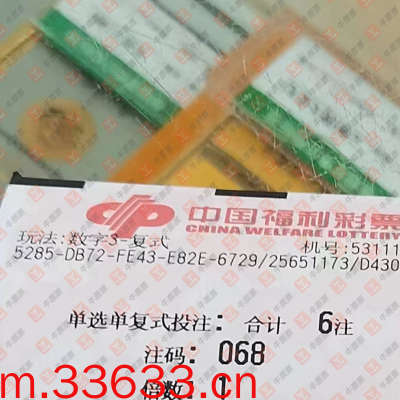 中国福利彩票
CHINA WELFARE LOTTERY
玩法:数字3-复式 机号:53111
5285-DB72-FE43-E82E-6729/25651173/D430
单选单复式投注: 合计 6注
注码: 068
倍数: 1
m.33633.cn